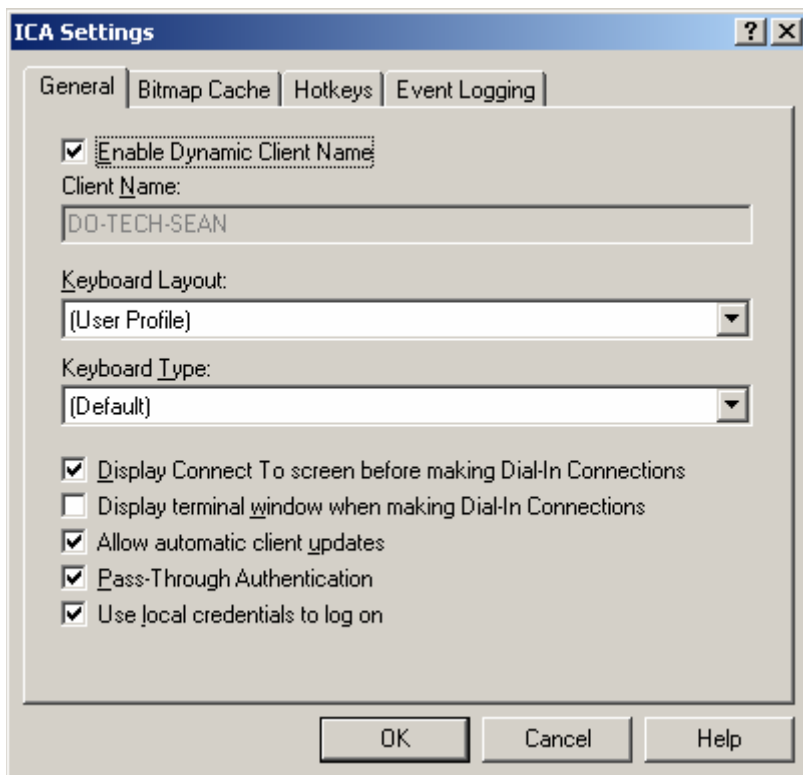 ICA Settings
General Bitmap Cache Hotkeys Event Logging
Enable Dynamic Client Name
Client Name:
DO-TECH-SEAN
Keyboard Layout:
(User Profile)
Keyboard Type:
(Default)
Display Connect To screen before making Dial-In Connections
Display terminal window when making Dial-In Connections
Allow automatic client updates
Pass-Through Authentication
Use local credentials to log on
OK Cancel Help